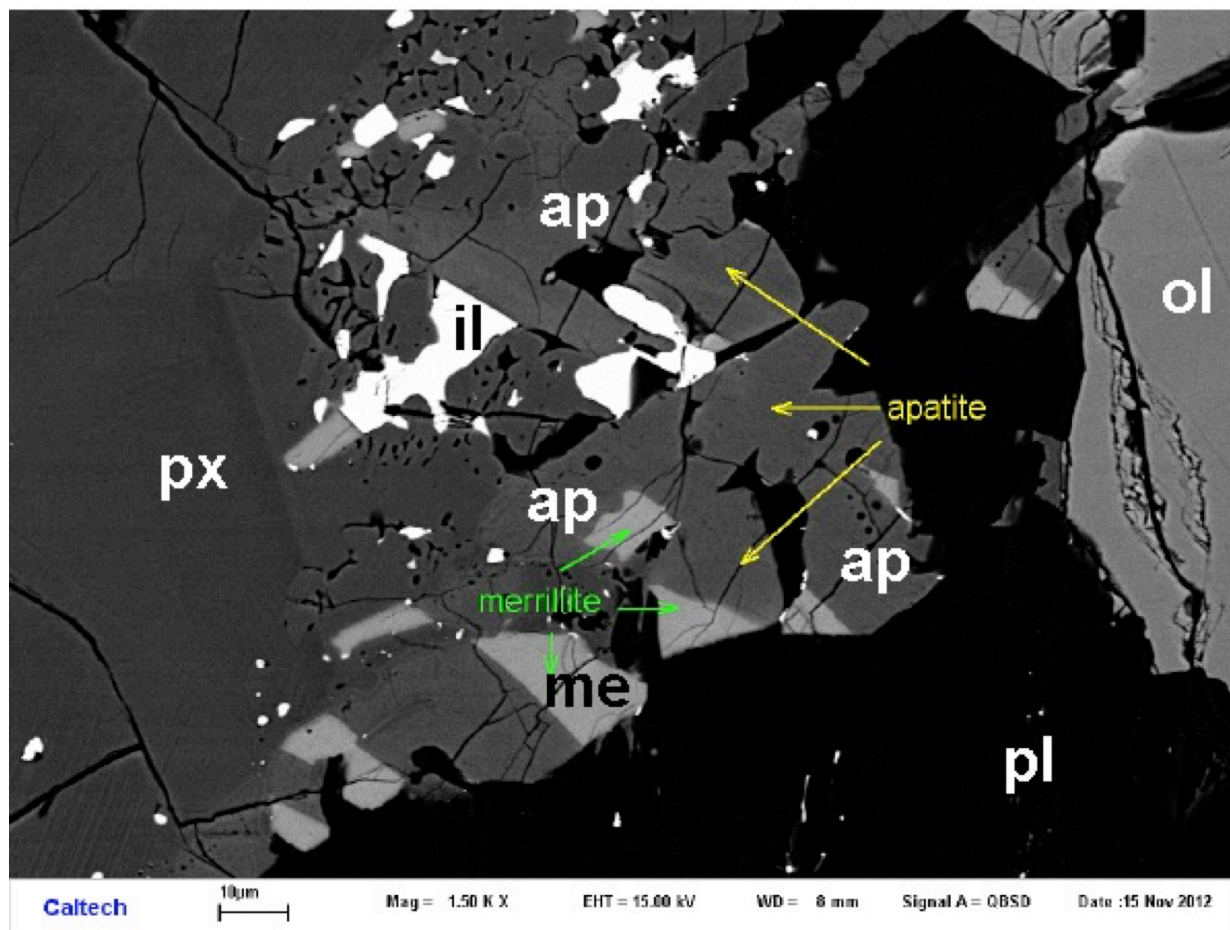 ap
ol
il
apatite
px
ap
ap
merrillite
me
pl
Caltech
10µm
Mag = 1.50 K X
EHT = 15.00 kV
WD = 8 mm
Signal A = QBSD
Date :15 Nov 2012